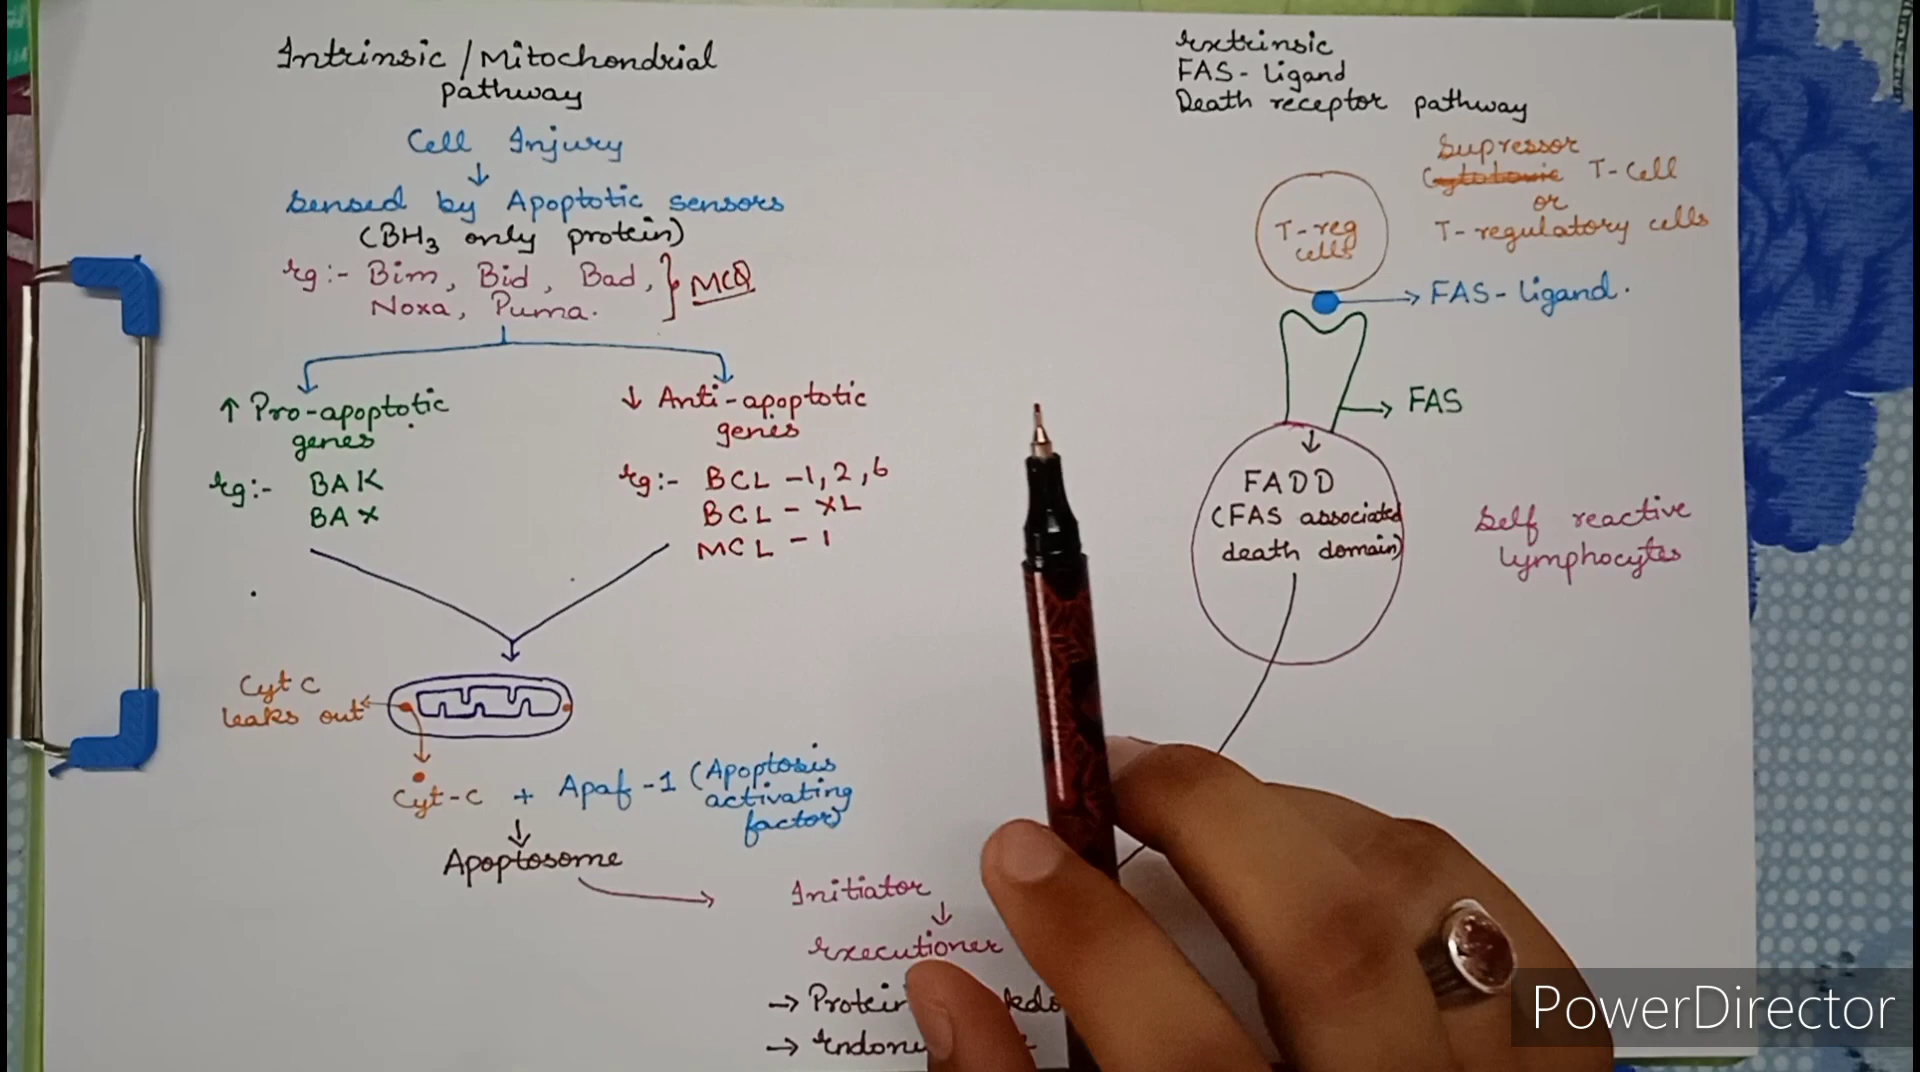 Intrinsic / Mitochondrial
pathway
Cell Injury
↓
Sensed by Apoptotic sensors
(BH3 only protein)
Eg:- Bim, Bid, Bad, } MCQ
Noxa, Puma.
↑ Pro-apoptotic
genes
Eg:- BAK
BAX
↓ Anti-apoptotic
genes
Eg:- BCL -1, 2, 6
BCL - XL
MCL - 1
Cyt C
leaks out
Cyt-C + Apaf-1 (Apoptosis
activating
factor)
↓
Apoptosome
Initiator
↓
Executioner
→ Protein
→
Extrinsic
FAS - Ligand
Death receptor pathway
Supressor
Cytotoxic T-Cell
or
T-regulatory cells
T-reg
cells
→ FAS-Ligand.
→ FAS
↓
FADD
(FAS associated
death domain)
Self reactive
lymphocytes
PowerDirector